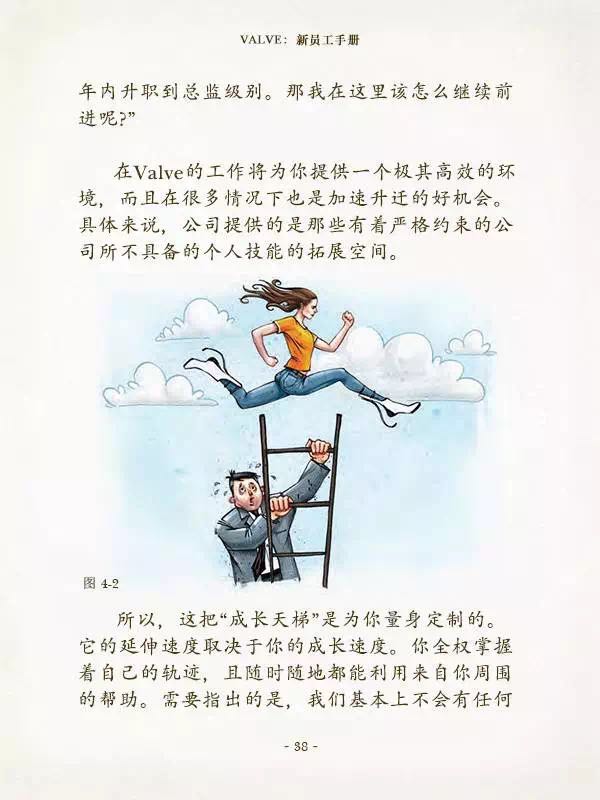 VALVE：新员工手册
年内升职到总监级别。那我在这里该怎么继续前
进呢?”
在Valve的工作将为你提供一个极其高效的环
境，而且在很多情况下也是加速升迁的好机会。
具体来说，公司提供的是那些有着严格约束的公
司所不具备的个人技能的拓展空间。
图 4-2
所以，这把“成长天梯”是为你量身定制的。
它的延伸速度取决于你的成长速度。你全权掌握
着自己的轨迹，且随时随地都能利用来自你周围
的帮助。需要指出的是，我们基本上不会有任何
- 38 -